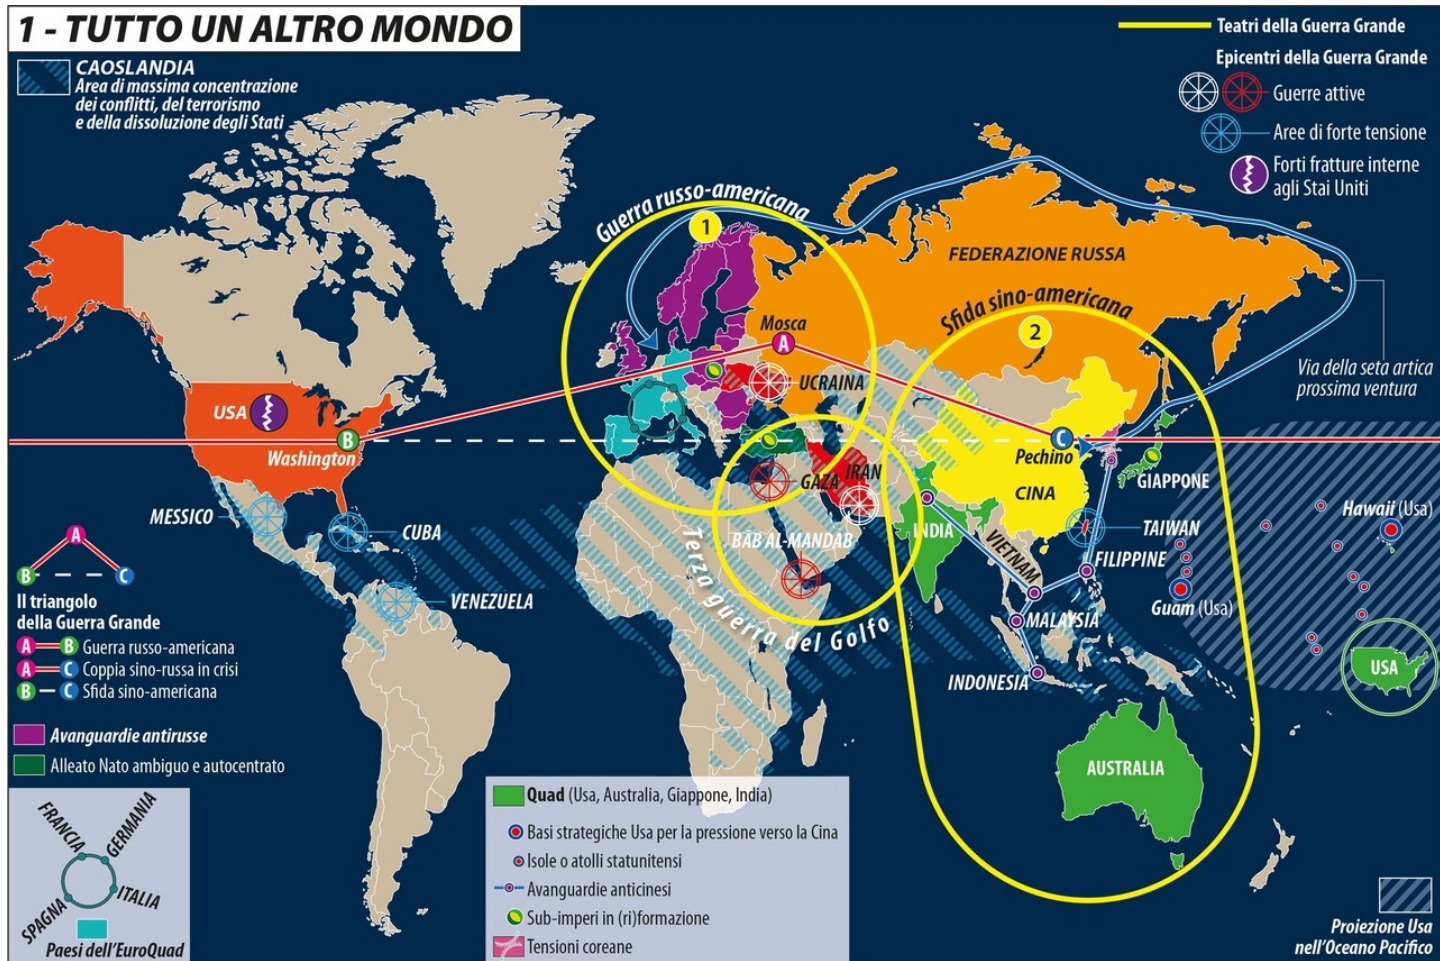 1 - TUTTO UN ALTRO MONDO
CAOSLANDIA
Area di massima concentrazione
dei conflitti, del terrorismo
e della dissoluzione degli Stati
Teatri della Guerra Grande
Epicentri della Guerra Grande
Guerre attive
Aree di forte tensione
Forti fratture interne
agli Stai Uniti
Guerra russo-americana
1
FEDERAZIONE RUSSA
Sfida sino-americana
2
Mosca
A
Via della seta artica
prossima ventura
UCRAINA
USA
B
Washington
C
Pechino
GIAPPONE
CINA
IRAN
GAZA
INDIA
BAB AL-MANDAB
Terza guerra del Golfo
MESSICO
CUBA
VENEZUELA
TAIWAN
FILIPPINE
VIETNAM
MALAYSIA
INDONESIA
Hawaii (Usa)
Guam (Usa)
USA
AUSTRALIA
A
B
C
Il triangolo
della Guerra Grande
A B Guerra russo-americana
A C Coppia sino-russa in crisi
B C Sfida sino-americana
Avanguardie antirusse
Alleato Nato ambiguo e autocentrato
FRANCIA
GERMANIA
SPAGNA
ITALIA
Paesi dell'EuroQuad
Quad (Usa, Australia, Giappone, India)
Basi strategiche Usa per la pressione verso la Cina
Isole o atolli statunitensi
Avanguardie anticinesi
Sub-imperi in (ri)formazione
Tensioni coreane
Proiezione Usa
nell'Oceano Pacifico